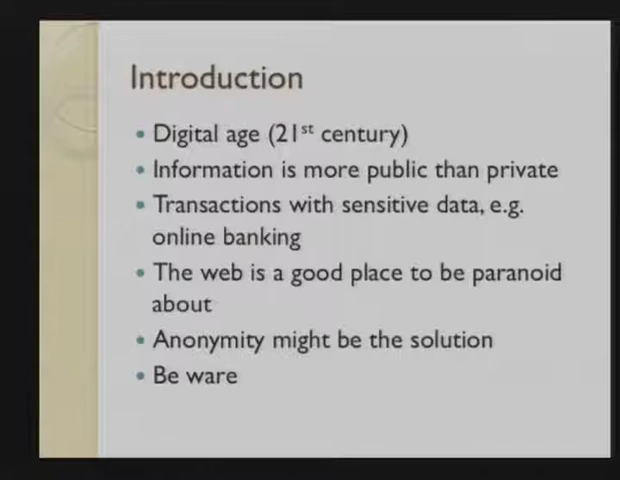 Introduction
• Digital age (21st century)
• Information is more public than private
• Transactions with sensitive data, e.g.
online banking
• The web is a good place to be paranoid
about
• Anonymity might be the solution
• Be ware